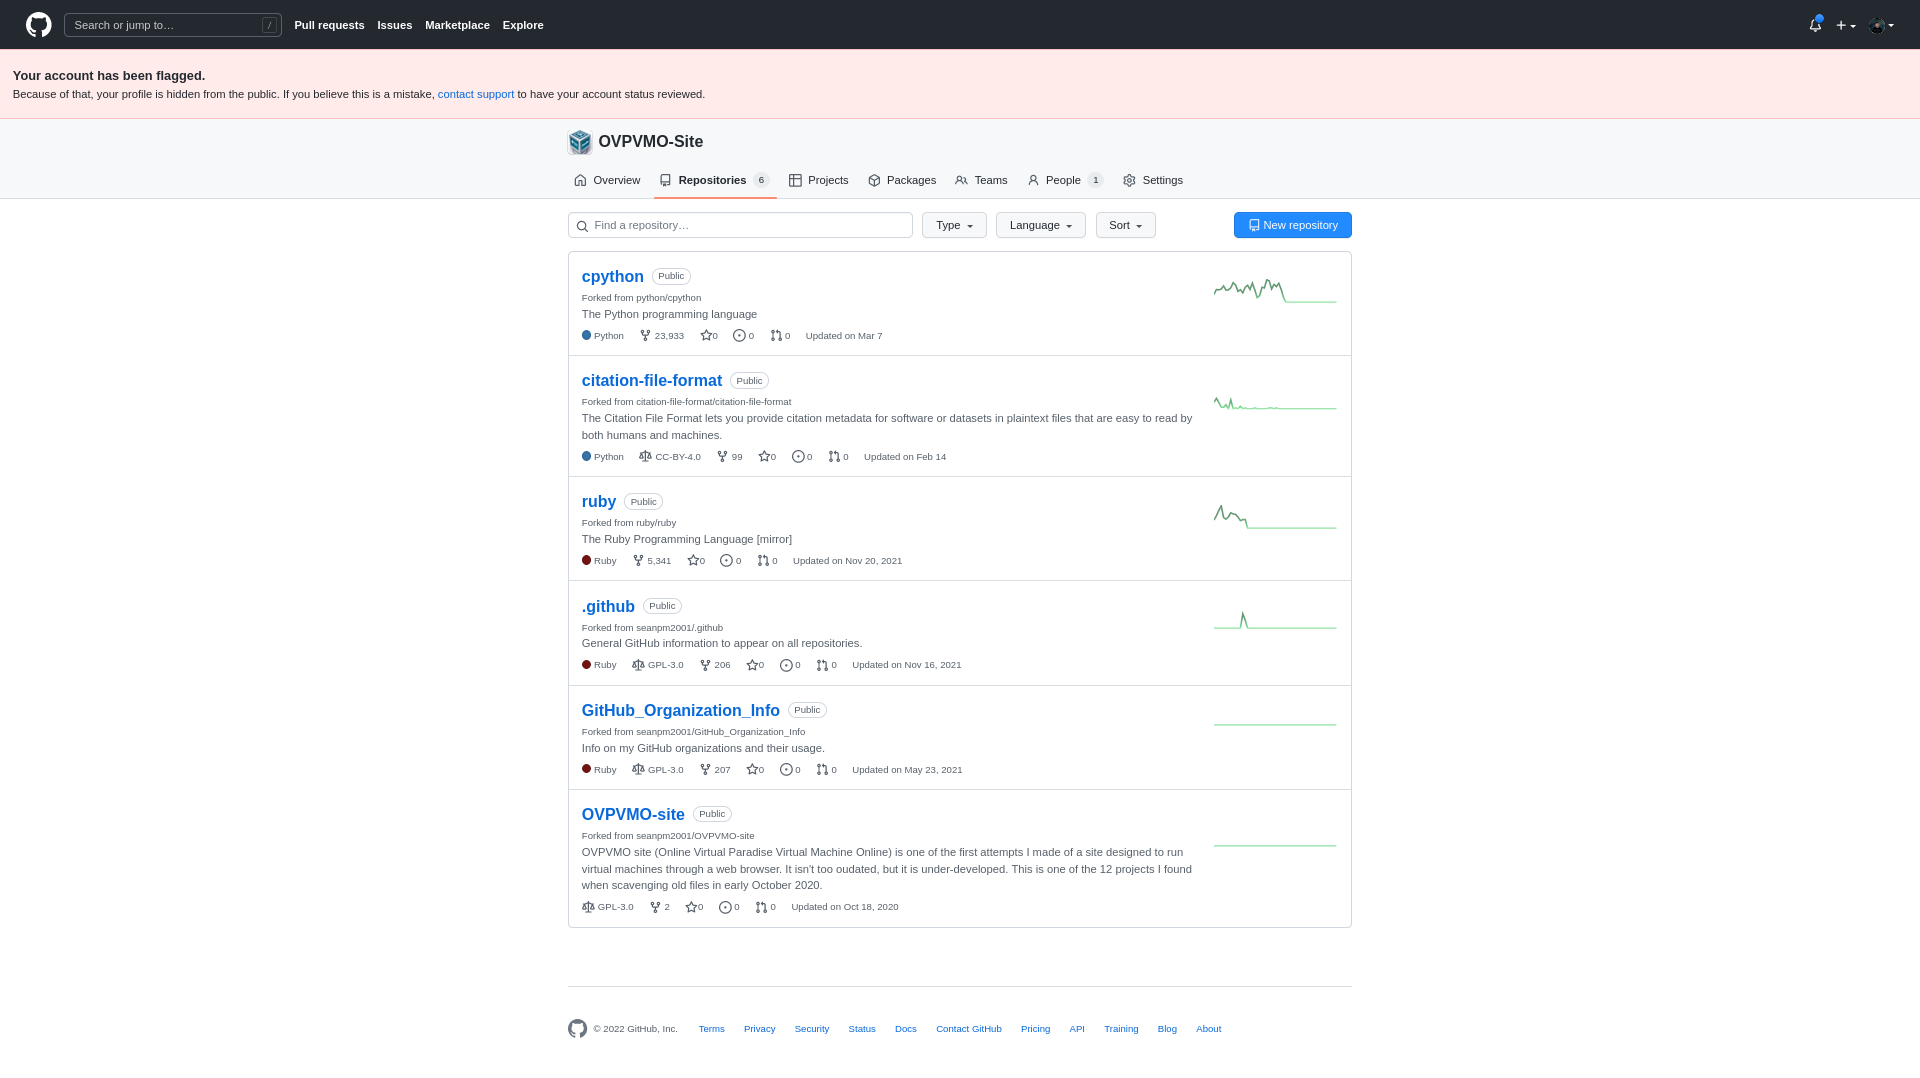 Search or jump to… /
Pull requests Issues Marketplace Explore
Your account has been flagged.
Because of that, your profile is hidden from the public. If you believe this is a mistake, contact support to have your account status reviewed.
OVPVMO-Site
Overview Repositories 6 Projects Packages Teams People 1 Settings
Find a repository… Type Language Sort New repository
cpython Public
Forked from python/cpython
The Python programming language
Python 23,933 0 0 0 Updated on Mar 7
citation-file-format Public
Forked from citation-file-format/citation-file-format
The Citation File Format lets you provide citation metadata for software or datasets in plaintext files that are easy to read by
both humans and machines.
Python CC-BY-4.0 99 0 0 0 Updated on Feb 14
ruby Public
Forked from ruby/ruby
The Ruby Programming Language [mirror]
Ruby 5,341 0 0 0 Updated on Nov 20, 2021
.github Public
Forked from seanpm2001/.github
General GitHub information to appear on all repositories.
Ruby GPL-3.0 206 0 0 0 Updated on Nov 16, 2021
GitHub_Organization_Info Public
Forked from seanpm2001/GitHub_Organization_Info
Info on my GitHub organizations and their usage.
Ruby GPL-3.0 207 0 0 0 Updated on May 23, 2021
OVPVMO-site Public
Forked from seanpm2001/OVPVMO-site
OVPVMO site (Online Virtual Paradise Virtual Machine Online) is one of the first attempts I made of a site designed to run
virtual machines through a web browser. It isn't too oudated, but it is under-developed. This is one of the 12 projects I found
when scavenging old files in early October 2020.
GPL-3.0 2 0 0 0 Updated on Oct 18, 2020
© 2022 GitHub, Inc. Terms Privacy Security Status Docs Contact GitHub Pricing API Training Blog About